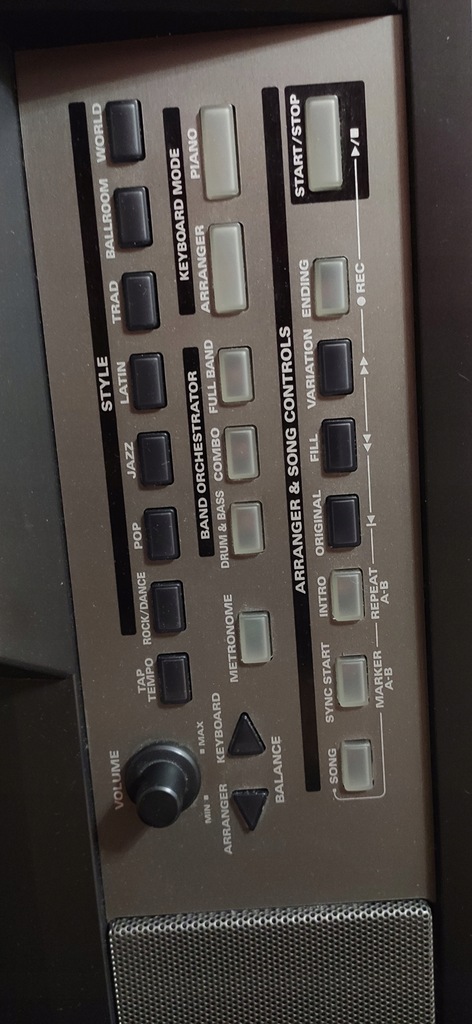 VOLUME
MIN
MAX
TAP
TEMPO
STYLE
ROCK/DANCE
POP
JAZZ
LATIN
TRAD
BALLROOM
WORLD
ARRANGER
KEYBOARD
BALANCE
METRONOME
BAND ORCHESTRATOR
DRUM & BASS
COMBO
FULL BAND
KEYBOARD MODE
ARRANGER
PIANO
ARRANGER & SONG CONTROLS
SONG
SYNC START
INTRO
ORIGINAL
FILL
VARIATION
ENDING
START/STOP
MARKER
A-B
REPEAT
A-B
REC